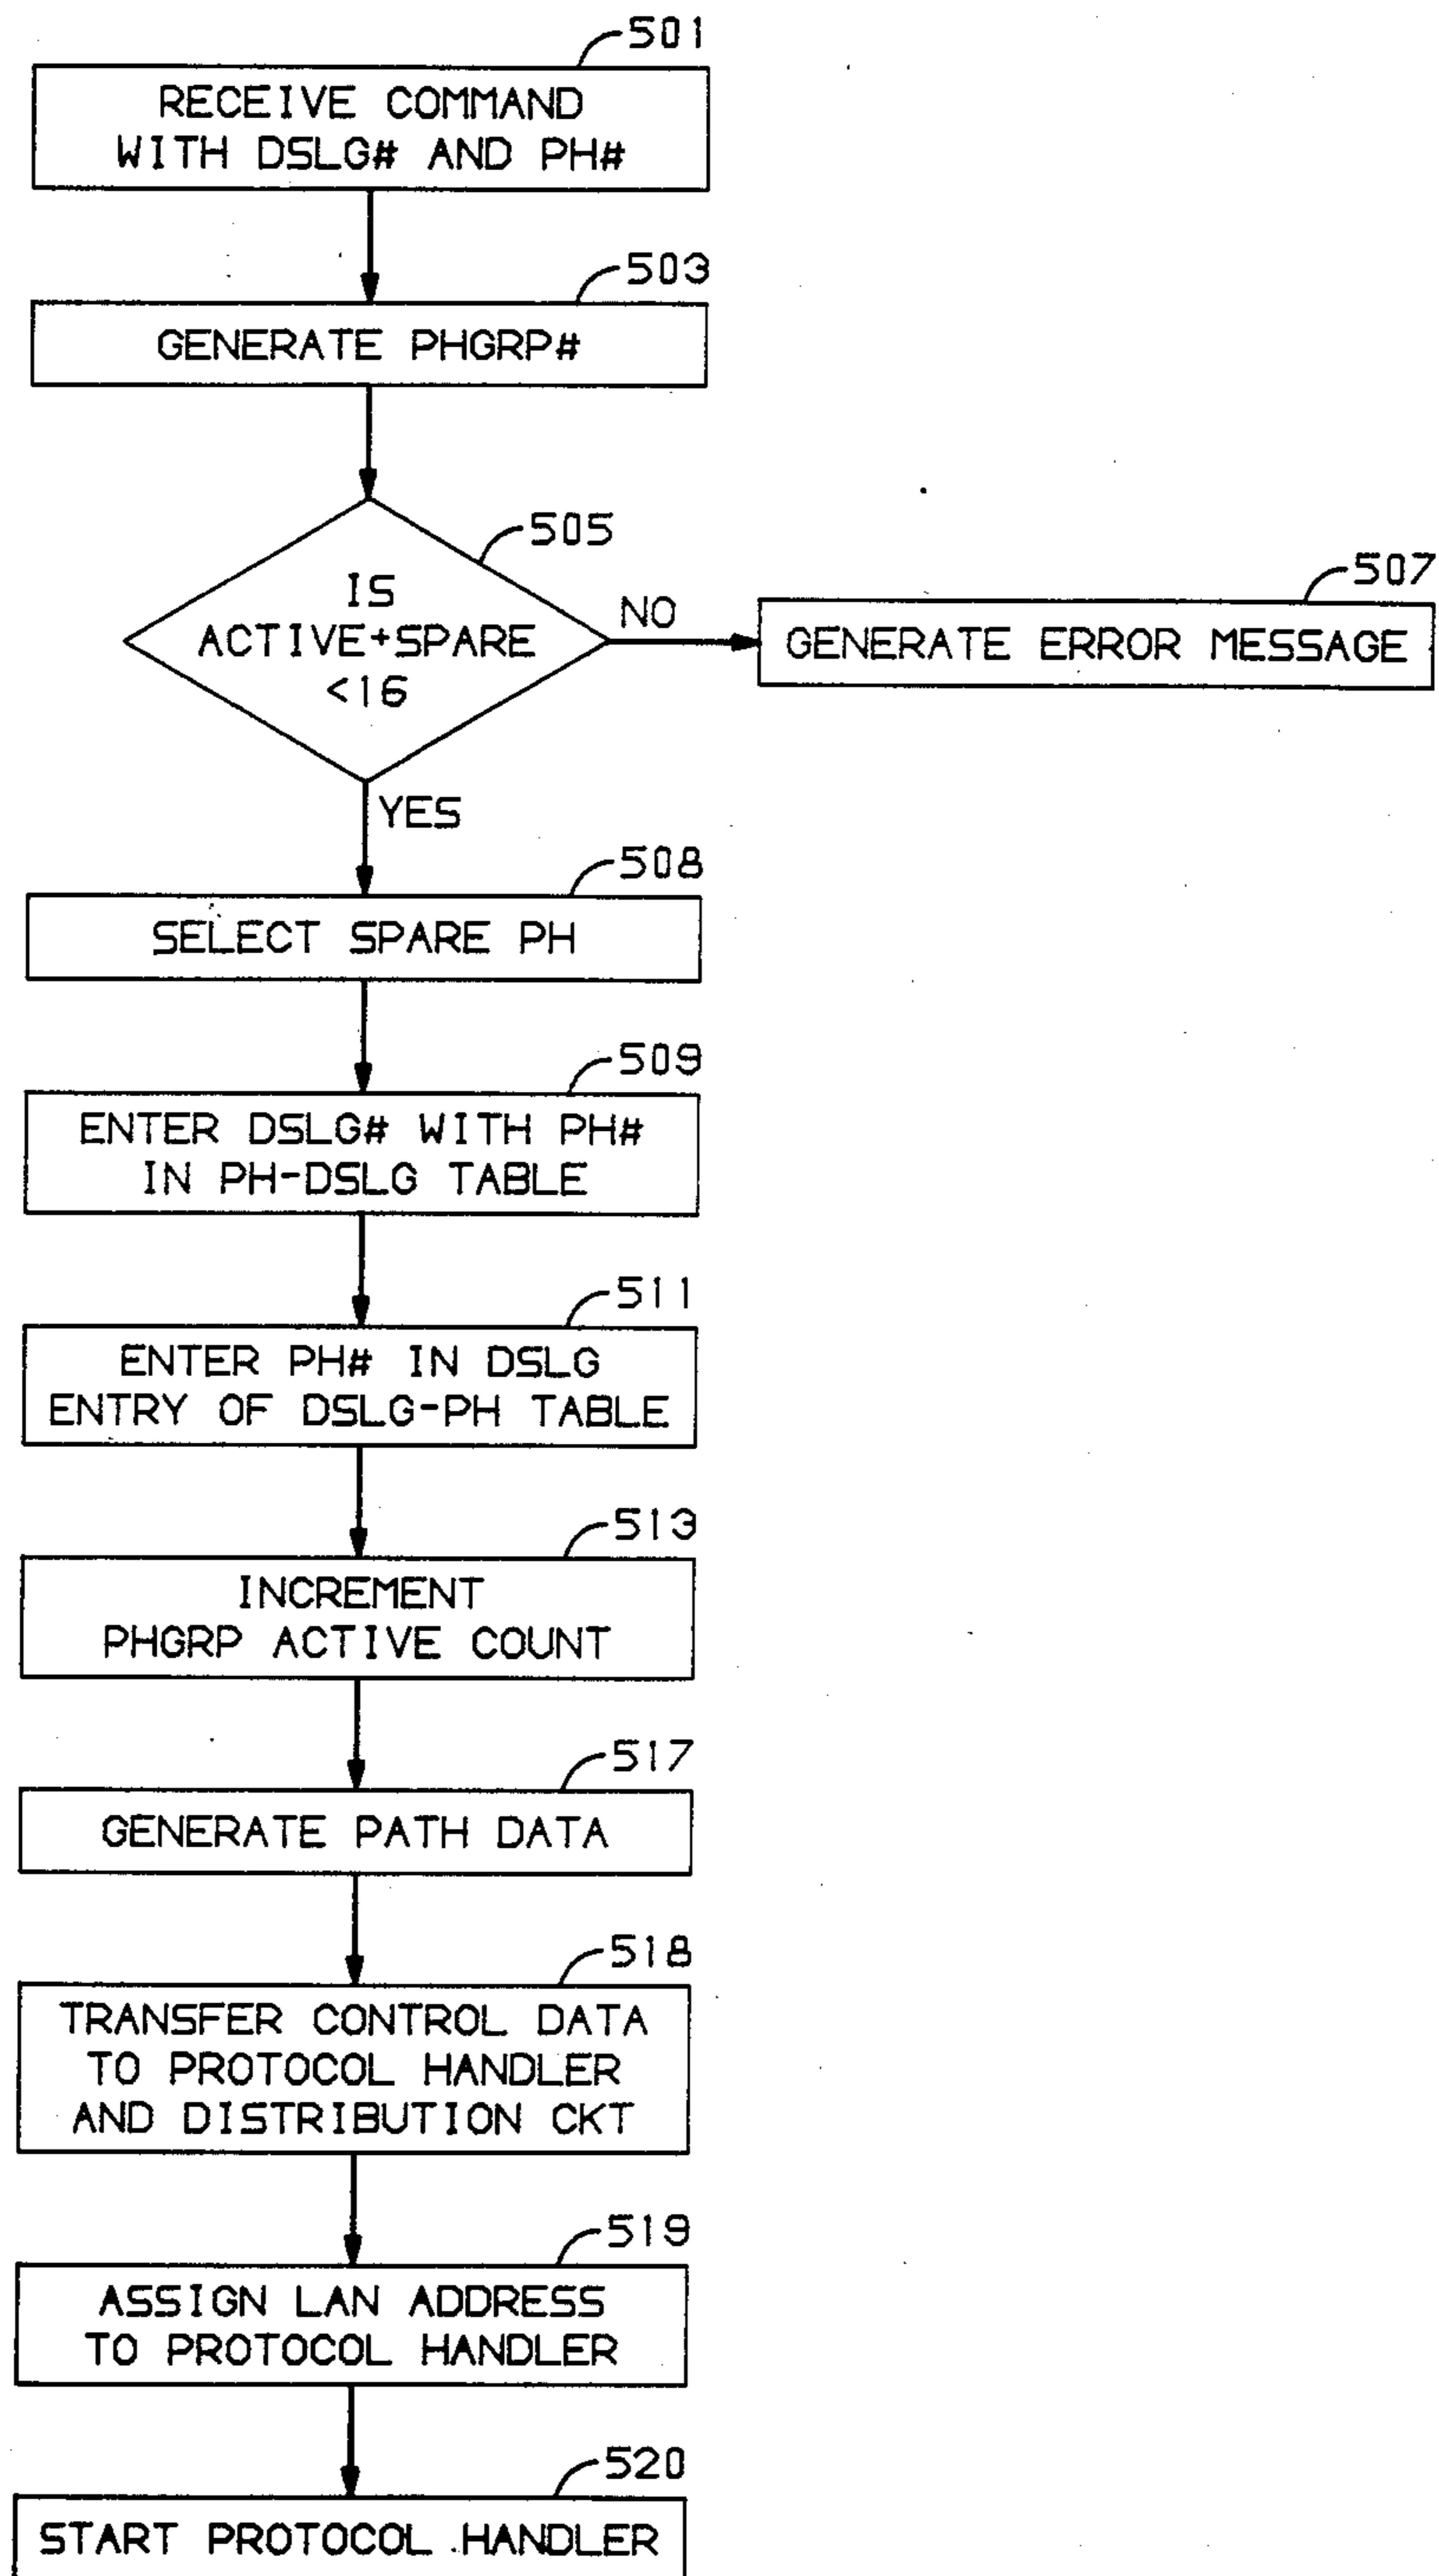 501
RECEIVE COMMAND
WITH DSLG# AND PH#
503
GENERATE PHGRP#
505
IS
ACTIVE+SPARE
<16
NO
507
GENERATE ERROR MESSAGE
YES
508
SELECT SPARE PH
509
ENTER DSLG# WITH PH#
IN PH-DSLG TABLE
511
ENTER PH# IN DSLG
ENTRY OF DSLG-PH TABLE
513
INCREMENT
PHGRP ACTIVE COUNT
517
GENERATE PATH DATA
518
TRANSFER CONTROL DATA
TO PROTOCOL HANDLER
AND DISTRIBUTION CKT
519
ASSIGN LAN ADDRESS
TO PROTOCOL HANDLER
520
START PROTOCOL HANDLER